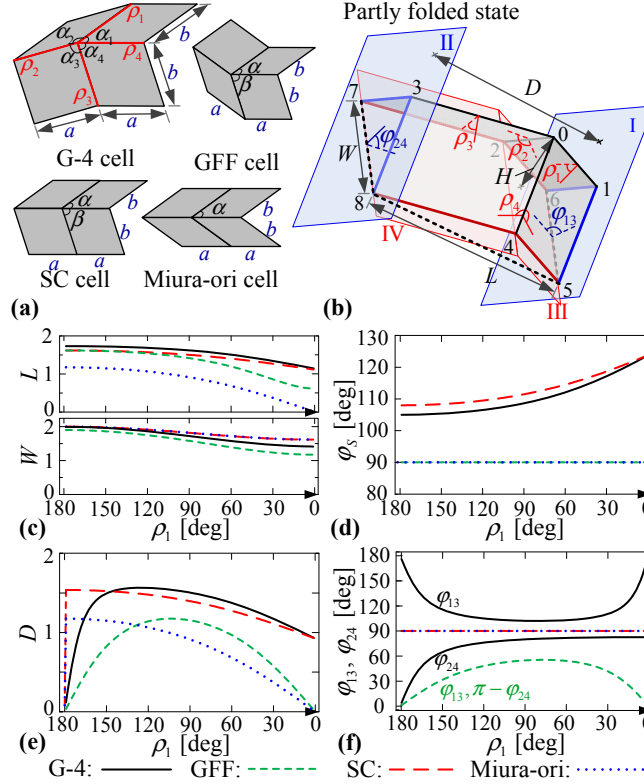 α₂ ρ₁ α₁
α₃ α₄ ρ₄
ρ₂
ρ₃
b
b
a a
G-4 cell
α
β
b
b
a
GFF cell
α
β
b
b
a a
SC cell
α
b
b
a a
Miura-ori cell
(a)
Partly folded state
II
D
I
7 3 0
φ₂₄ ρ₃ 2 ρ₂
W H ρ₁
6 1
8 ρ₄ φ₁₃
IV 4
L
5
III
(b)
2
1
0
L
2
1
0
W
180 150 120 90 60 30 0
ρ₁ [deg]
(c)
130
120
110
100
90
80
φS [deg]
180 150 120 90 60 30 0
ρ₁ [deg]
(d)
2
1
0
D
180 150 120 90 60 30 0
ρ₁ [deg]
(e)
180
150
120
90
60
30
0
φ₁₃, φ₂₄ [deg]
φ₁₃
φ₂₄
φ₁₃, π − φ₂₄
180 150 120 90 60 30 0
ρ₁ [deg]
(f)
G-4: GFF: SC: Miura-ori: